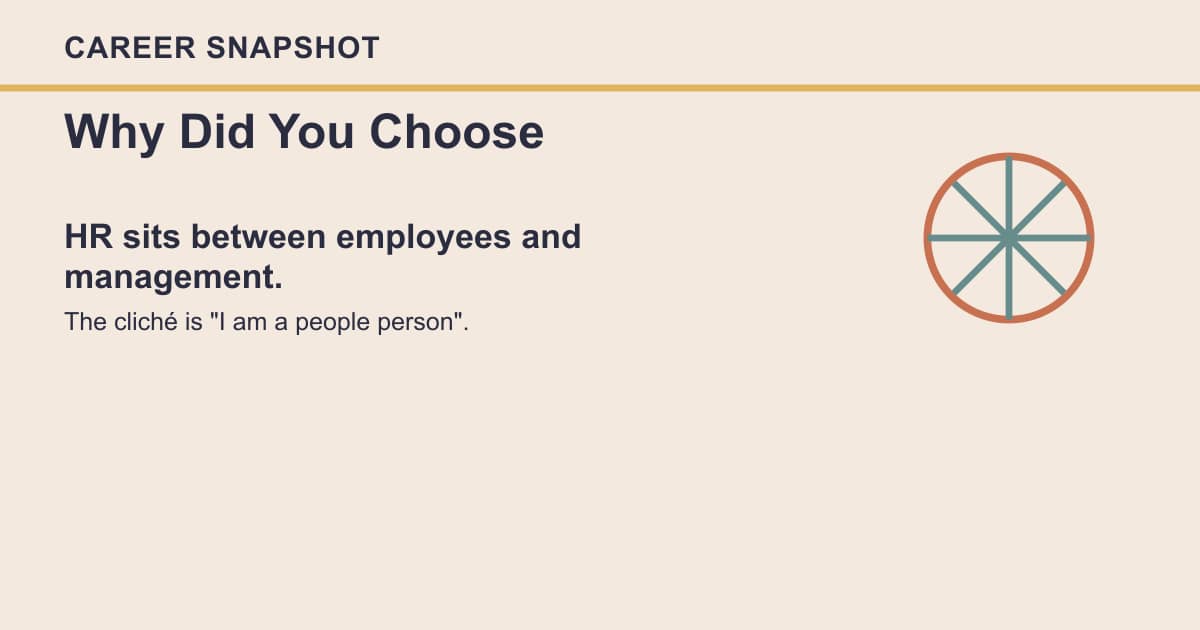 CAREER SNAPSHOT
Why Did You Choose
HR sits between employees and
management.
The cliché is "I am a people person".